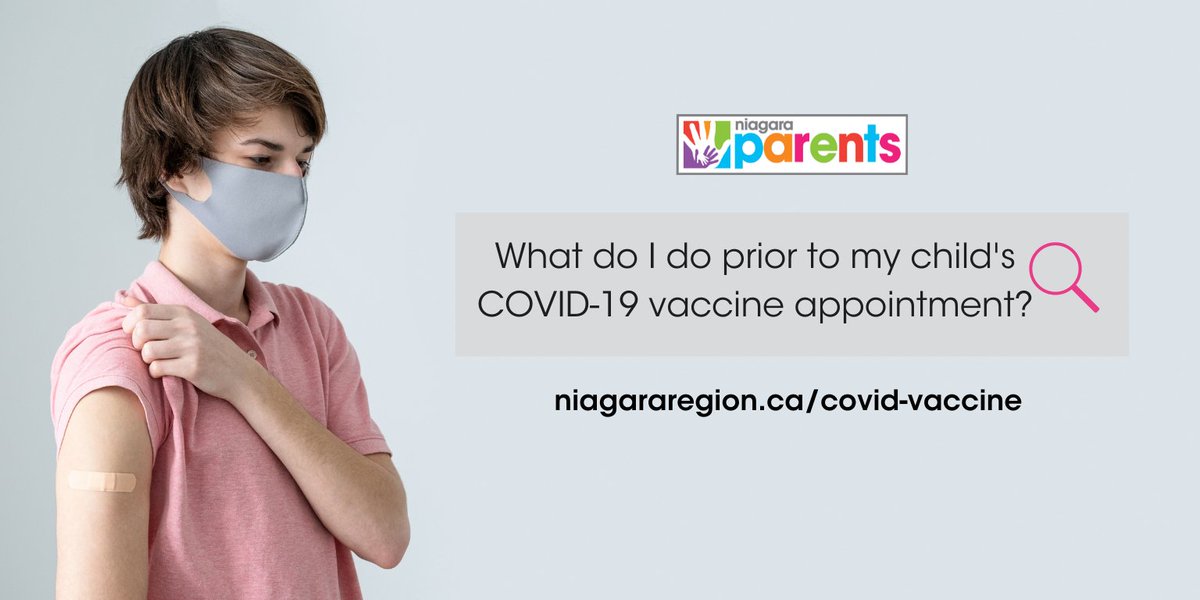 niagara
parents
What do I do prior to my child's
COVID-19 vaccine appointment?
niagararegion.ca/covid-vaccine